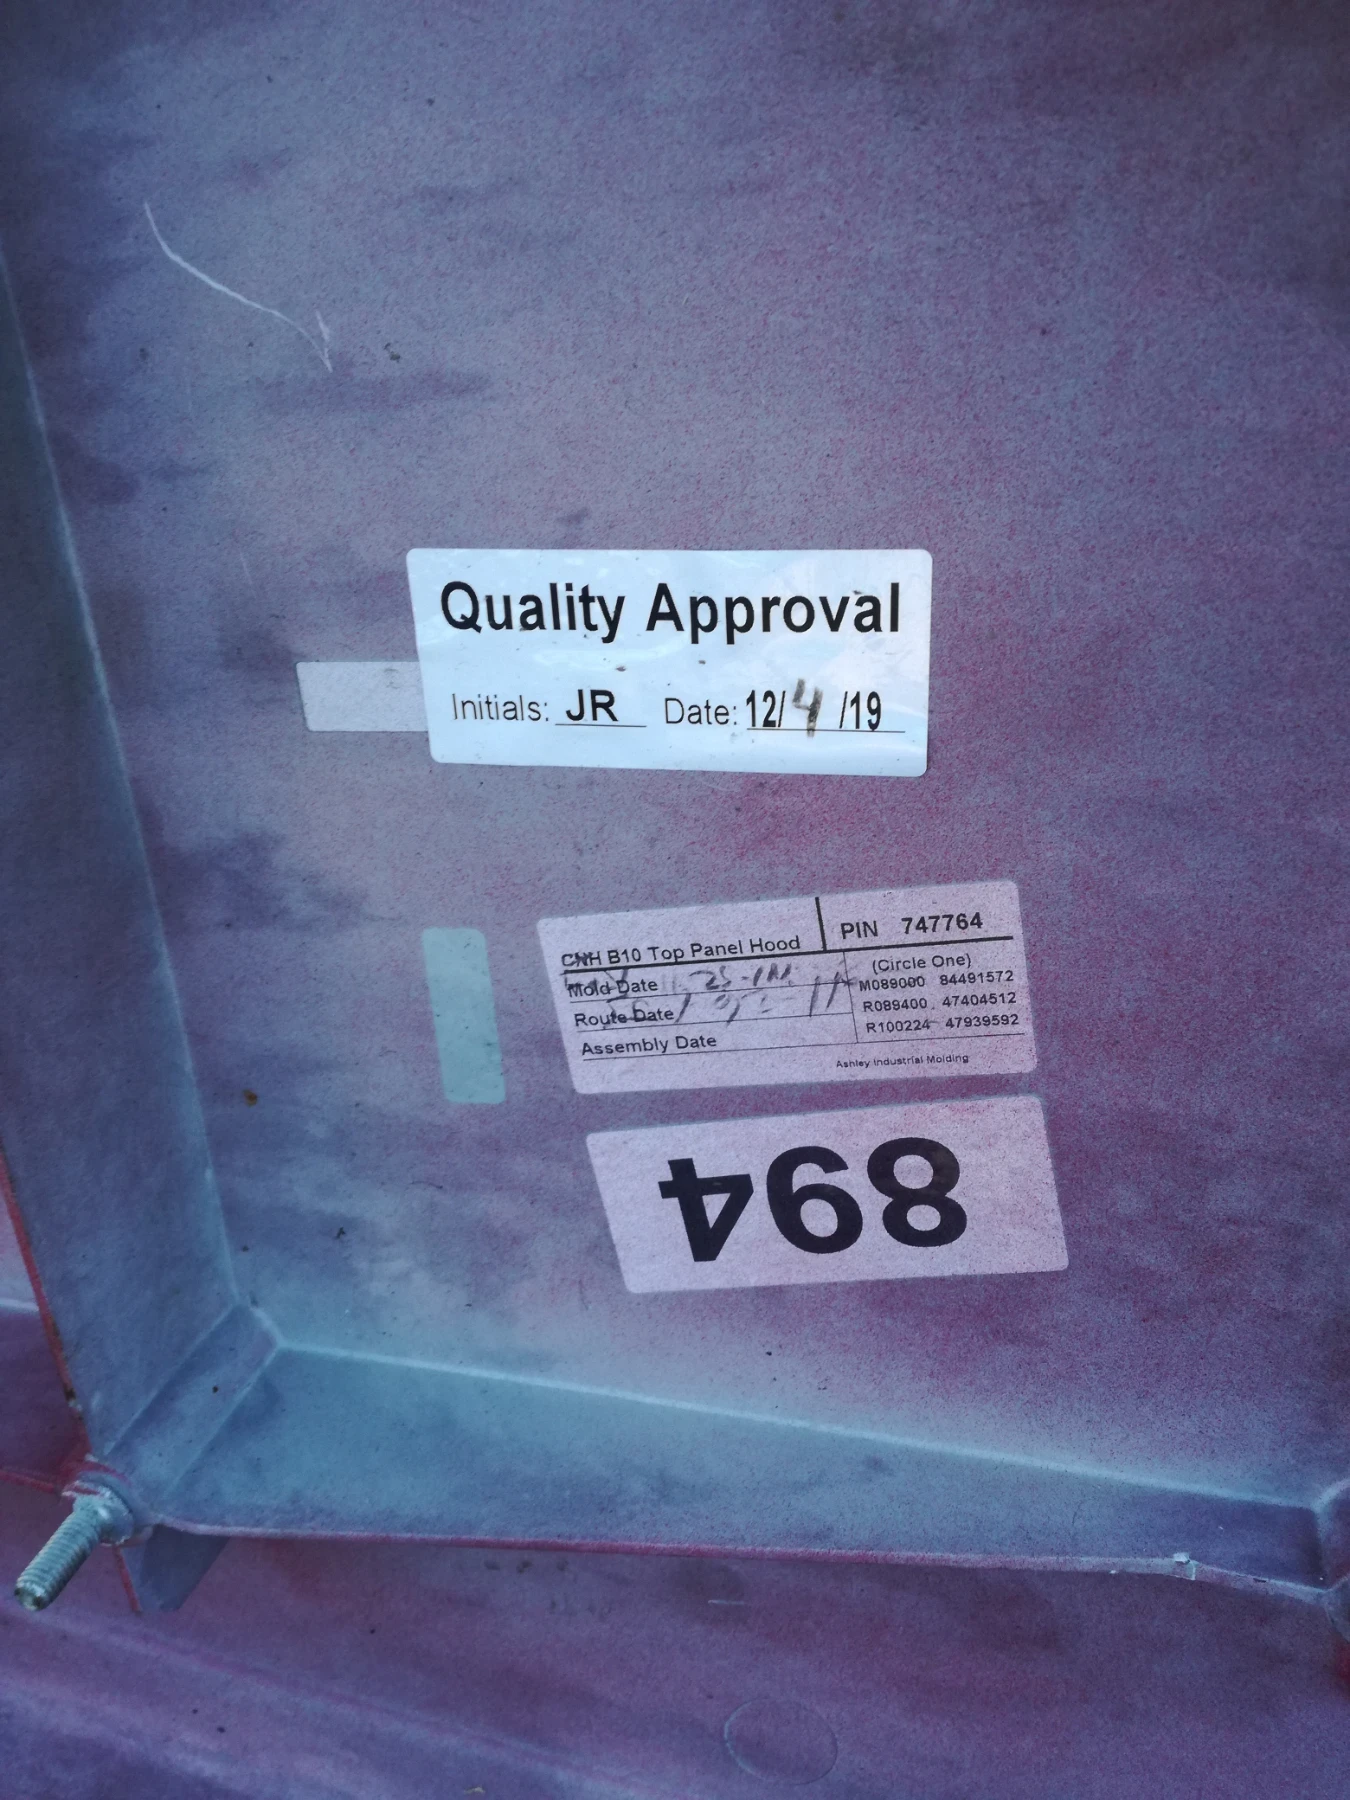 Quality Approval
Initials: JR Date: 12/4/19
CNH B10 Top Panel Hood
PIN 747764
Mold Date
Route Date
Assembly Date
(Circle One)
M089000 84491572
R089400 47404512
R100224 47939592
Ashley Industrial Molding
894